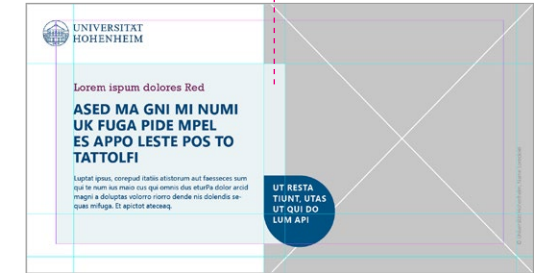 UNIVERSITÄT
HOHENHEIM
Lorem ispum dolores Red
ASED MA GNI MI NUMI
UK FUGA PIDE MPEL
ES APPO LESTE POS TO
TATTOLFI
Luptat ipsus, corepud itatiis atistorum aut faesseces sum
qui te num ius maio cus qui omnis dus eturPa dolor arcid
magni a doluptas volorro riorro dende nis dolendis se-
quas mifuga. Et apictot ateceaq.
UT RESTA
TIUNT, UTAS
UT QUI DO
LUM API